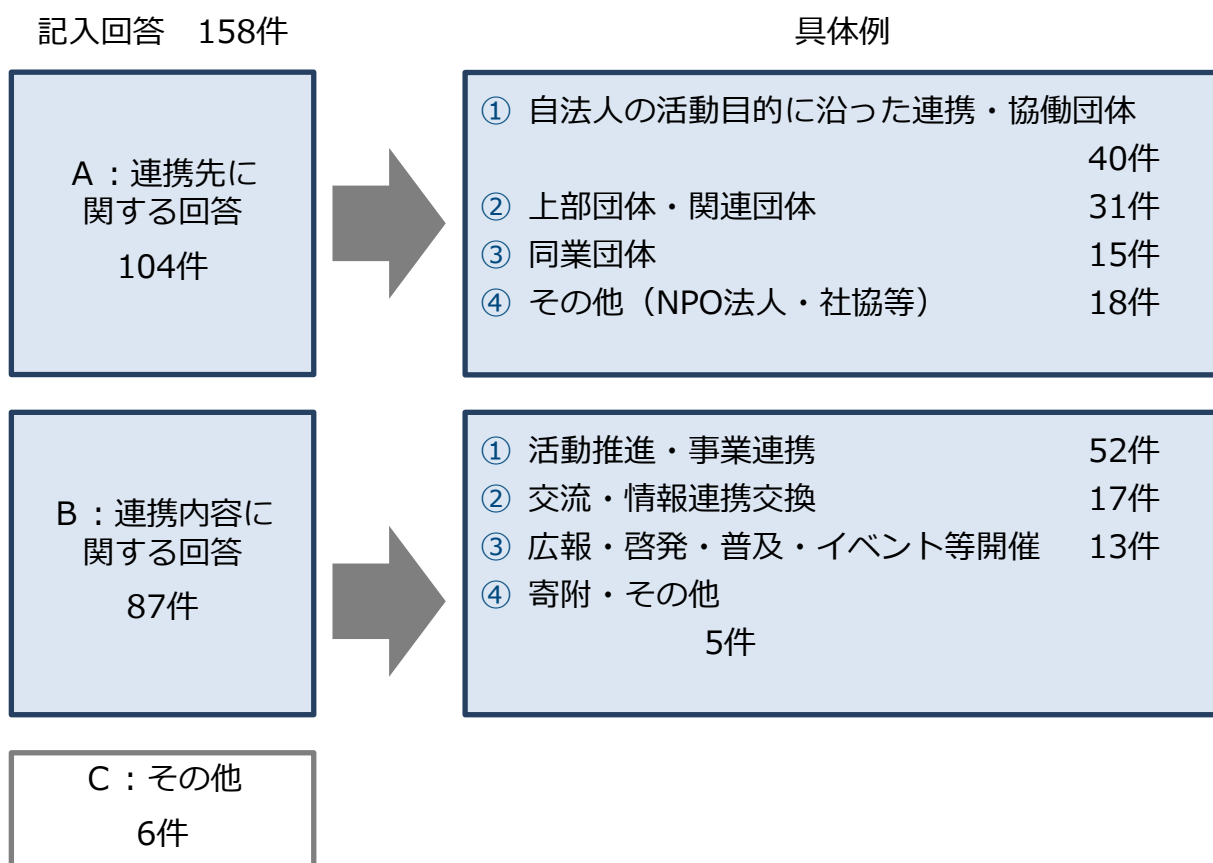 記入回答　158件
具体例
A：連携先に
関する回答
104件
① 自法人の活動目的に沿った連携・協働団体
40件
② 上部団体・関連団体 31件
③ 同業団体 15件
④ その他（NPO法人・社協等） 18件
B：連携内容に
関する回答
87件
① 活動推進・事業連携 52件
② 交流・情報連携交換 17件
③ 広報・啓発・普及・イベント等開催 13件
④ 寄附・その他
5件
C：その他
6件